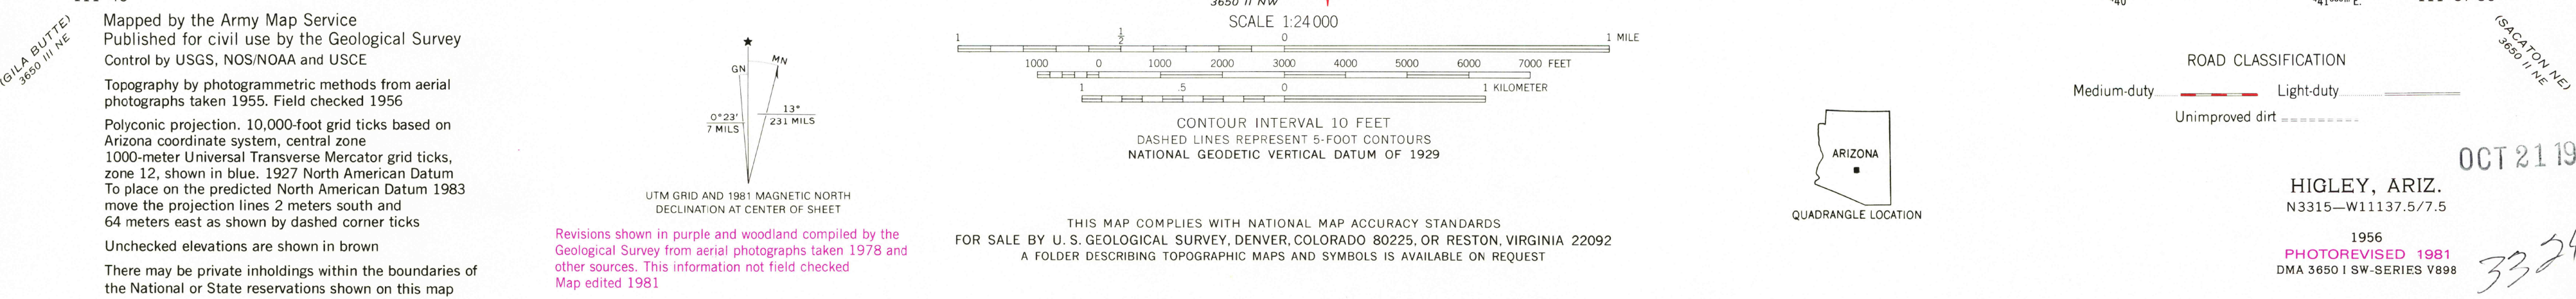 (GILA BUTTE)
3650 III NE
Mapped by the Army Map Service
Published for civil use by the Geological Survey
Control by USGS, NOS/NOAA and USCE
Topography by photogrammetric methods from aerial
photographs taken 1955. Field checked 1956
Polyconic projection. 10,000-foot grid ticks based on
Arizona coordinate system, central zone
1000-meter Universal Transverse Mercator grid ticks,
zone 12, shown in blue. 1927 North American Datum
To place on the predicted North American Datum 1983
move the projection lines 2 meters south and
64 meters east as shown by dashed corner ticks
Unchecked elevations are shown in brown
There may be private inholdings within the boundaries of
the National or State reservations shown on this map
GN
MN
0°23'
7 MILS
13°
231 MILS
UTM GRID AND 1981 MAGNETIC NORTH
DECLINATION AT CENTER OF SHEET
Revisions shown in purple and woodland compiled by the
Geological Survey from aerial photographs taken 1978 and
other sources. This information not field checked
Map edited 1981
3650 II NW
SCALE 1:24 000
1 ½ 0 1 MILE
1000 0 1000 2000 3000 4000 5000 6000 7000 FEET
1 .5 0 1 KILOMETER
CONTOUR INTERVAL 10 FEET
DASHED LINES REPRESENT 5-FOOT CONTOURS
NATIONAL GEODETIC VERTICAL DATUM OF 1929
THIS MAP COMPLIES WITH NATIONAL MAP ACCURACY STANDARDS
FOR SALE BY U. S. GEOLOGICAL SURVEY, DENVER, COLORADO 80225, OR RESTON, VIRGINIA 22092
A FOLDER DESCRIBING TOPOGRAPHIC MAPS AND SYMBOLS IS AVAILABLE ON REQUEST
ARIZONA
QUADRANGLE LOCATION
(SACATON NE)
3650 II NE
ROAD CLASSIFICATION
Medium-duty Light-duty
Unimproved dirt
OCT 21 19
HIGLEY, ARIZ.
N3315—W11137.5/7.5
1956
PHOTOREVISED 1981
DMA 3650 I SW-SERIES V898